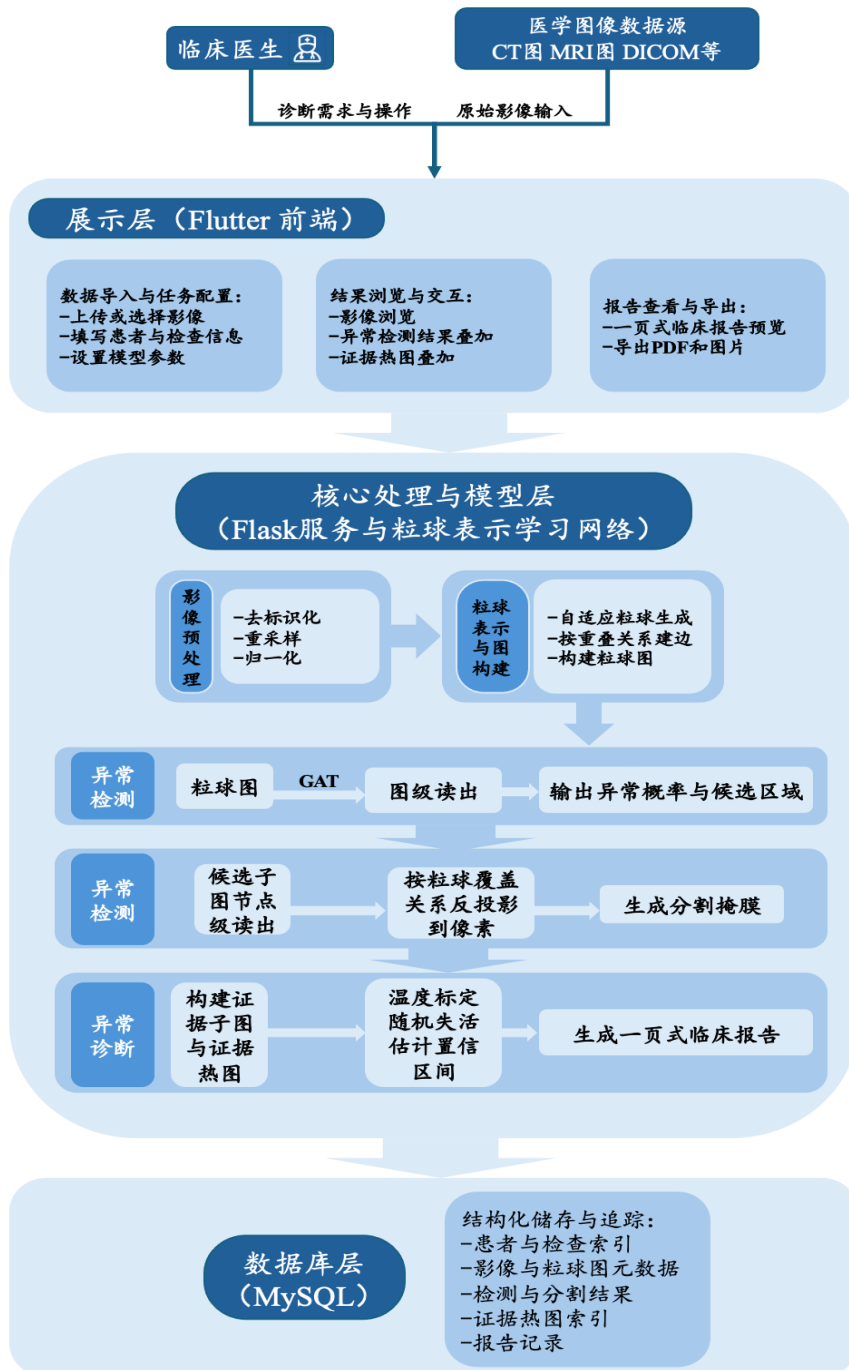 临床医生
医学图像数据源
CT图 MRI图 DICOM等
诊断需求与操作
原始影像输入
展示层（Flutter 前端）
数据导入与任务配置：
-上传或选择影像
-填写患者与检查信息
-设置模型参数
结果浏览与交互：
-影像浏览
-异常检测结果叠加
-证据热图叠加
报告查看与导出：
-一页式临床报告预览
-导出PDF和图片
核心处理与模型层
（Flask服务与粒球表示学习网络）
影
像
预
处
理
-去标识化
-重采样
-归一化
粒球
表示
与图
构建
-自适应粒球生成
-按重叠关系建边
-构建粒球图
异常
检测
粒球图
GAT
图级读出
输出异常概率与候选区域
异常
检测
候选子
图节点
级读出
按粒球覆盖
关系反投影
到像素
生成分割掩膜
异常
诊断
构建证
据子图
与证据
热图
温度标定
随机失活
估计置信
区间
生成一页式临床报告
数据库层
（MySQL）
结构化储存与追踪：
-患者与检查索引
-影像与粒球图元数据
-检测与分割结果
-证据热图索引
-报告记录